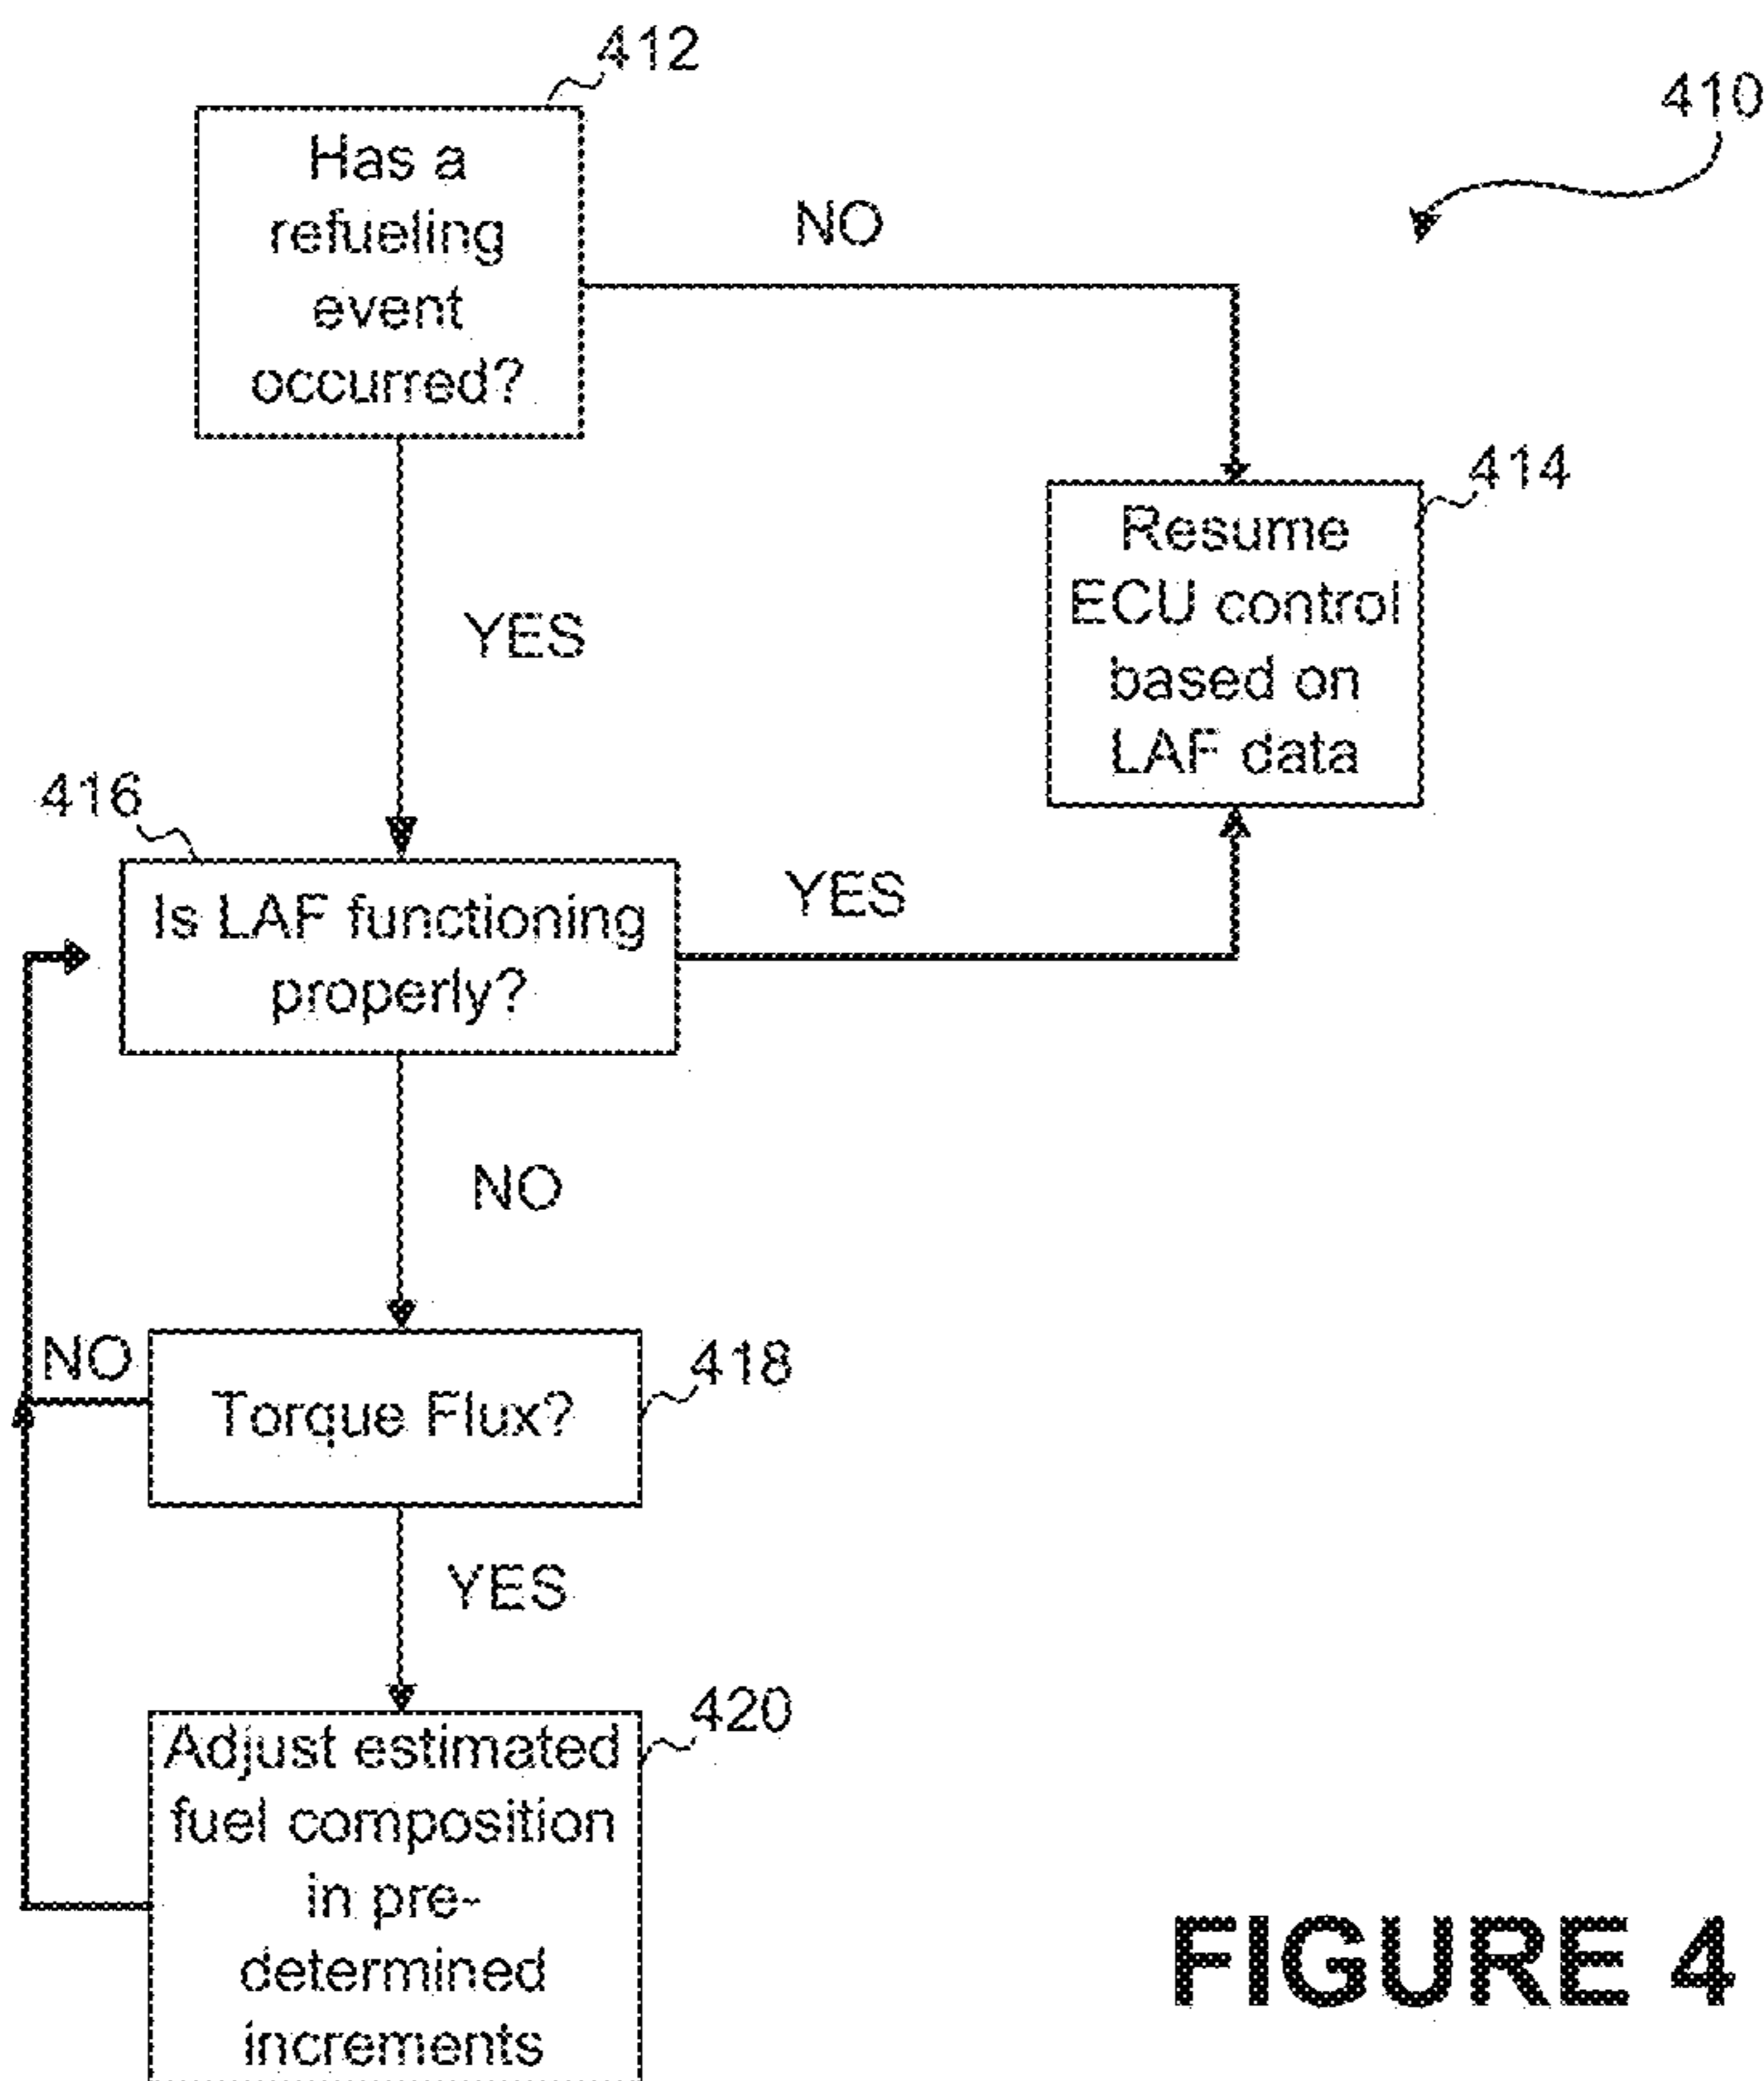 412
410
Has a
refueling
event
occurred?
NO
414
Resume
ECU control
based on
LAF data
YES
416
Is LAF functioning
properly?
YES
NO
NO
418
Torque Flux?
YES
420
Adjust estimated
fuel composition
in pre-
determined
increments
FIGURE 4